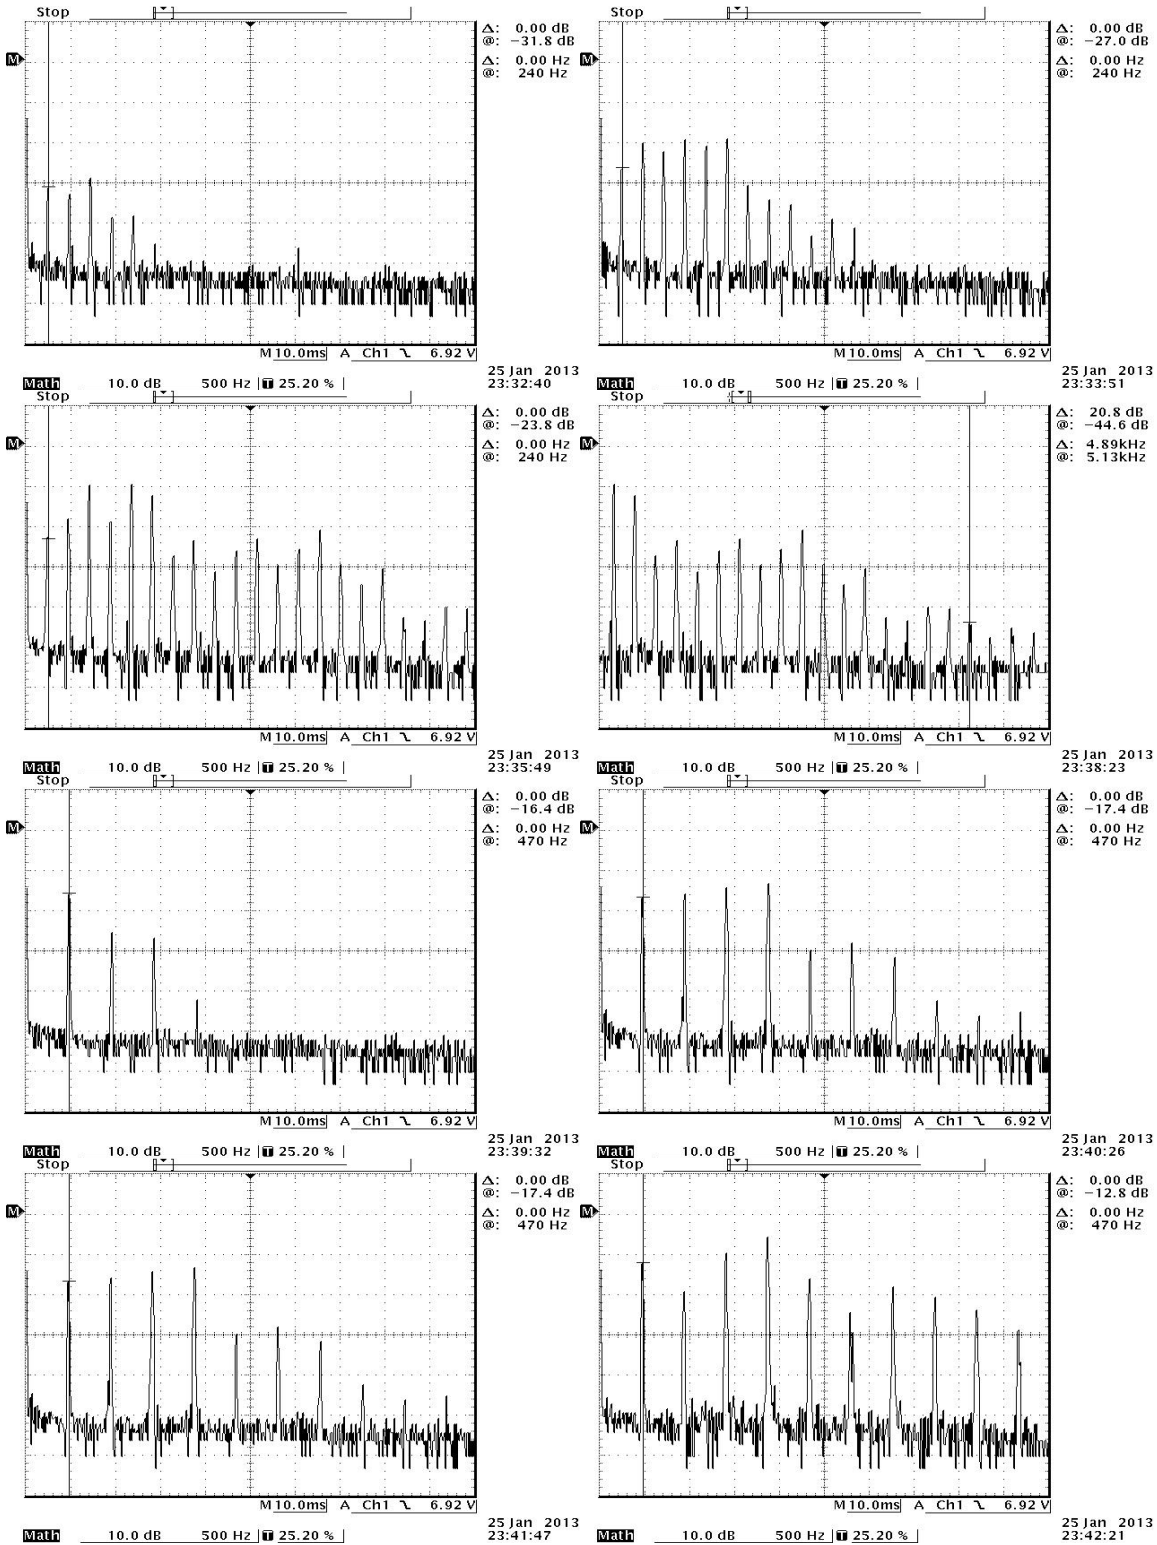 Stop
Δ: 0.00 dB
@: −31.8 dB
Δ: 0.00 Hz
@: 240 Hz
M
M 10.0ms A Ch1 6.92 V
25 Jan 2013
23:32:40
Math 10.0 dB 500 Hz T 25.20 %
Stop
Δ: 0.00 dB
@: −27.0 dB
Δ: 0.00 Hz
@: 240 Hz
M
M 10.0ms A Ch1 6.92 V
25 Jan 2013
23:33:51
Math 10.0 dB 500 Hz T 25.20 %
Stop
Δ: 0.00 dB
@: −23.8 dB
Δ: 0.00 Hz
@: 240 Hz
M
M 10.0ms A Ch1 6.92 V
25 Jan 2013
23:35:49
Math 10.0 dB 500 Hz T 25.20 %
Stop
Δ: 20.8 dB
@: −44.6 dB
Δ: 4.89kHz
@: 5.13kHz
M
M 10.0ms A Ch1 6.92 V
25 Jan 2013
23:38:23
Math 10.0 dB 500 Hz T 25.20 %
Stop
Δ: 0.00 dB
@: −16.4 dB
Δ: 0.00 Hz
@: 470 Hz
M
M 10.0ms A Ch1 6.92 V
25 Jan 2013
23:39:32
Math 10.0 dB 500 Hz T 25.20 %
Stop
Δ: 0.00 dB
@: −17.4 dB
Δ: 0.00 Hz
@: 470 Hz
M
M 10.0ms A Ch1 6.92 V
25 Jan 2013
23:40:26
Math 10.0 dB 500 Hz T 25.20 %
Stop
Δ: 0.00 dB
@: −17.4 dB
Δ: 0.00 Hz
@: 470 Hz
M
M 10.0ms A Ch1 6.92 V
25 Jan 2013
23:41:47
Math 10.0 dB 500 Hz T 25.20 %
Stop
Δ: 0.00 dB
@: −12.8 dB
Δ: 0.00 Hz
@: 470 Hz
M
M 10.0ms A Ch1 6.92 V
25 Jan 2013
23:42:21
Math 10.0 dB 500 Hz T 25.20 %